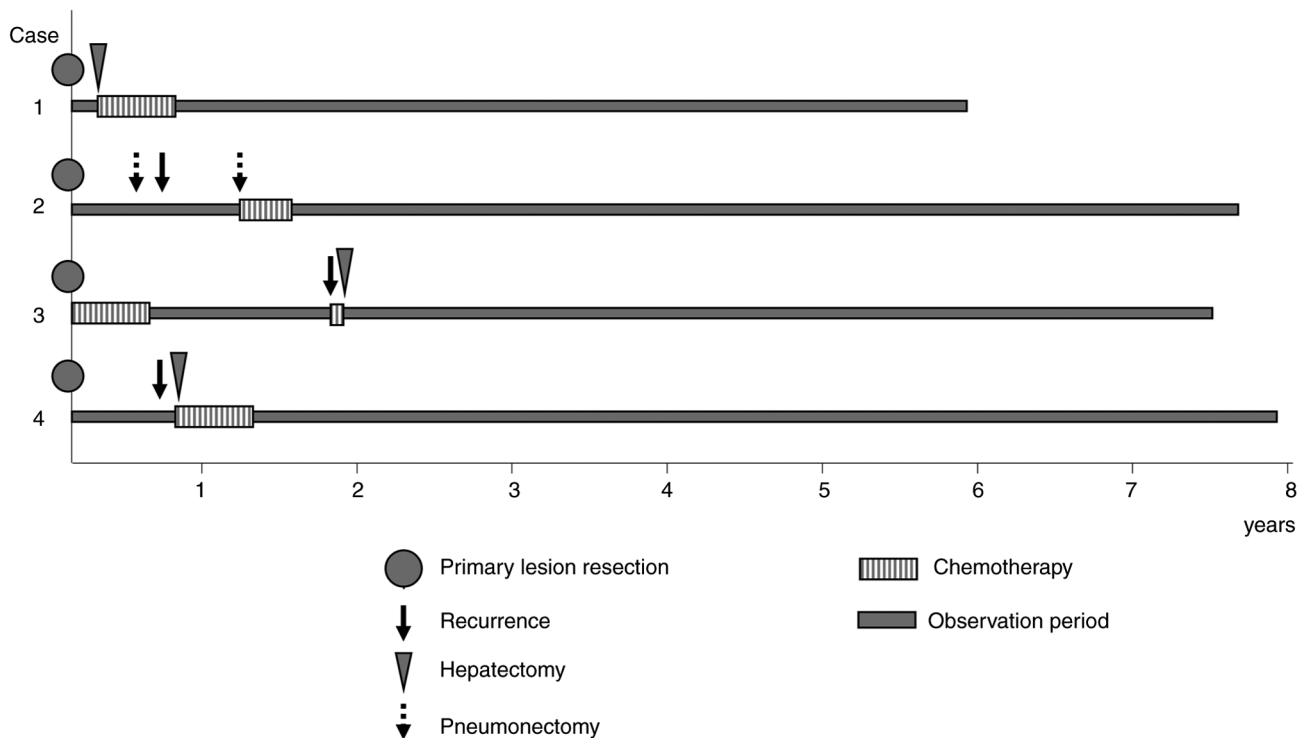 Case
1
2
3
4
1 2 3 4 5 6 7 8
years
Primary lesion resection
Recurrence
Hepatectomy
Pneumonectomy
Chemotherapy
Observation period